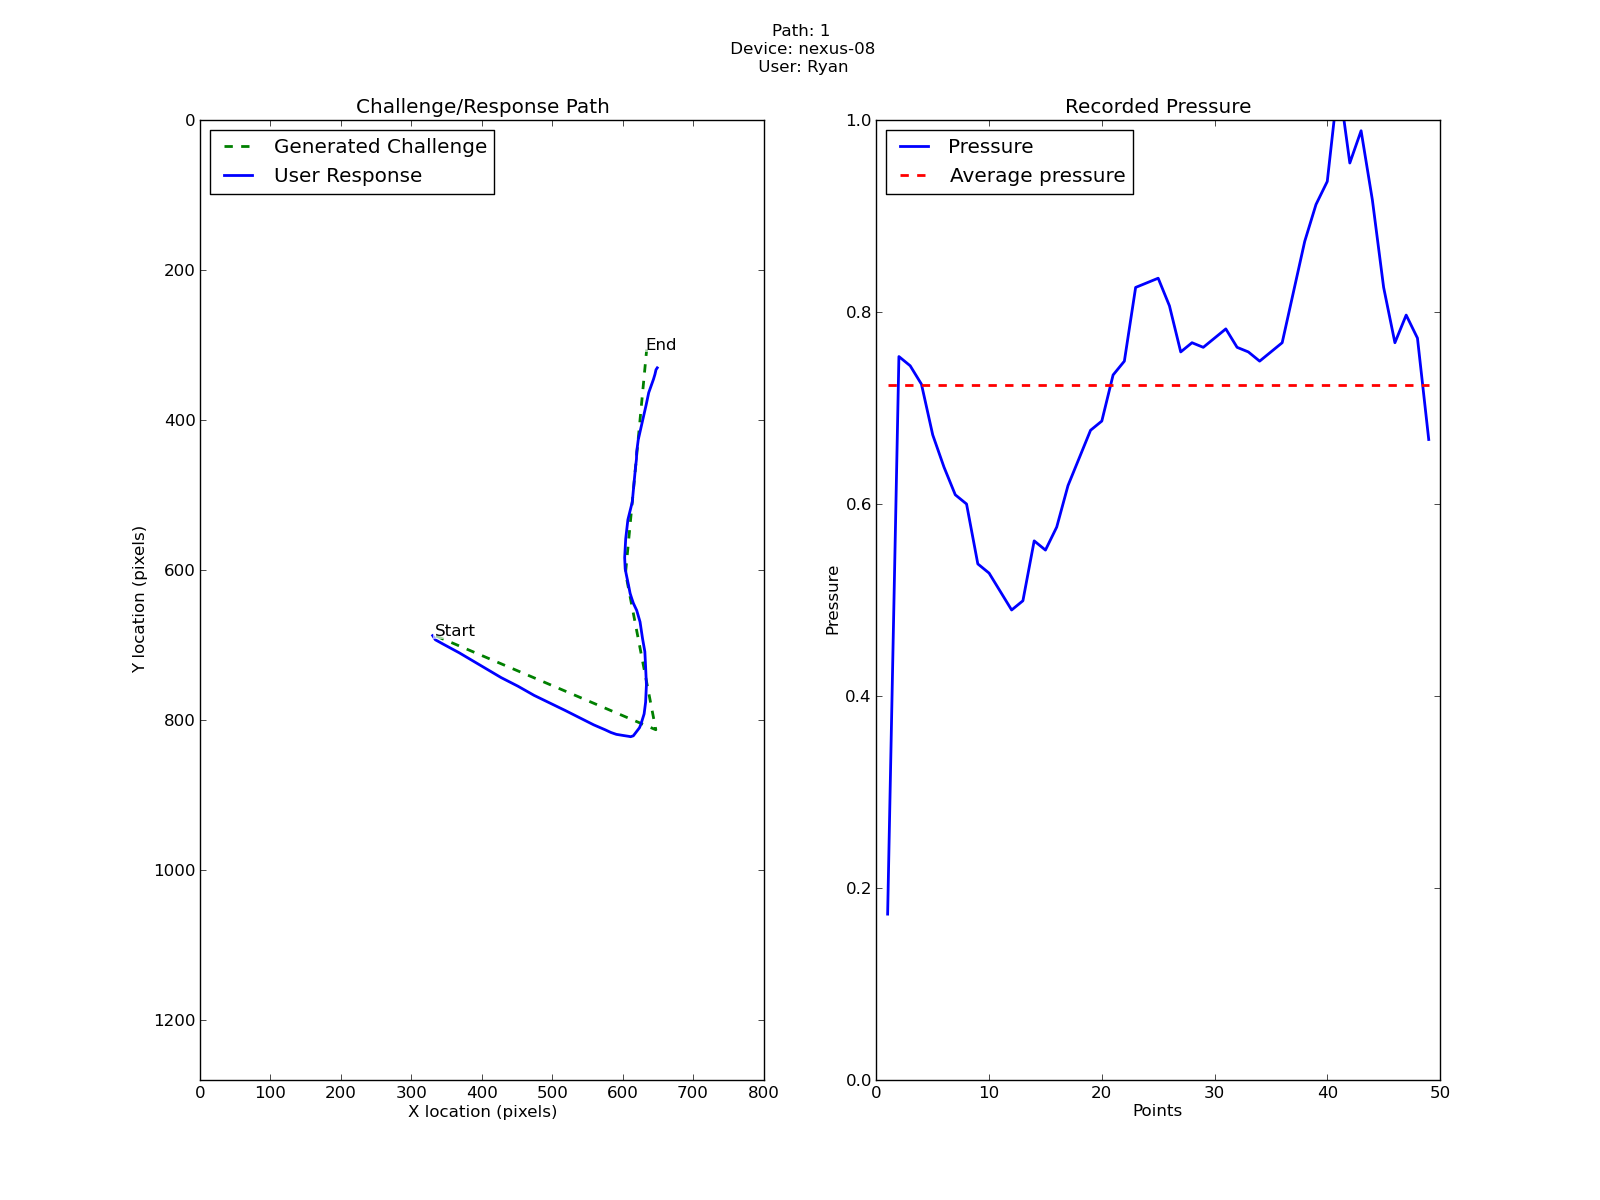 Path: 1
Device: nexus-08
User: Ryan
Challenge/Response Path
Generated Challenge
User Response
0
200
400
600
800
1000
1200
Y location (pixels)
End
Start
0 100 200 300 400 500 600 700 800
X location (pixels)
Recorded Pressure
Pressure
Average pressure
1.0
0.8
0.6
0.4
0.2
0.0
Pressure
0 10 20 30 40 50
Points